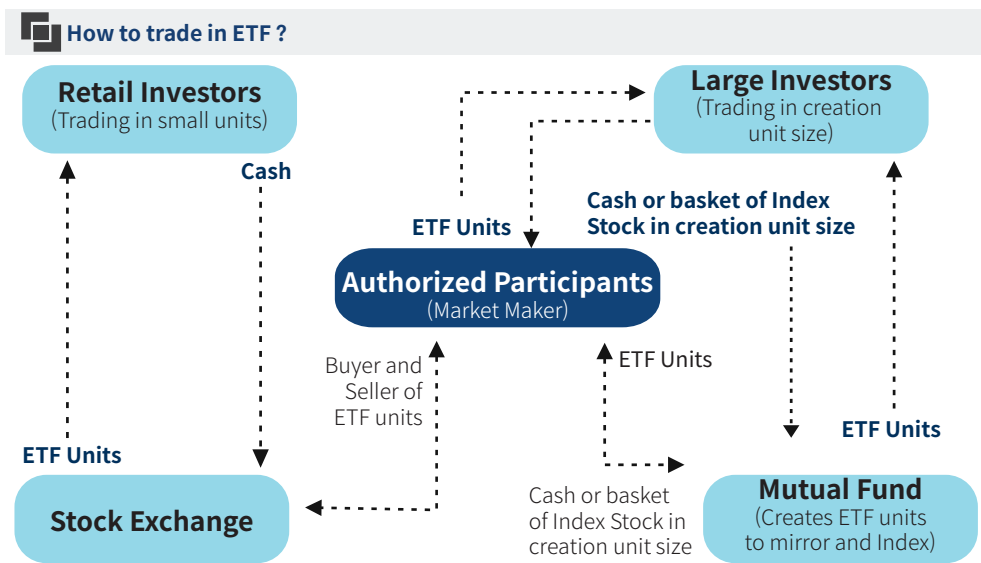 How to trade in ETF ?
Retail Investors
(Trading in small units)
Large Investors
(Trading in creation
unit size)
Cash
Cash or basket of Index
Stock in creation unit size
ETF Units
Authorized Participants
(Market Maker)
Buyer and
Seller of
ETF units
ETF Units
ETF Units
ETF Units
Stock Exchange
Cash or basket
of Index Stock in
creation unit size
Mutual Fund
(Creates ETF units
to mirror and Index)